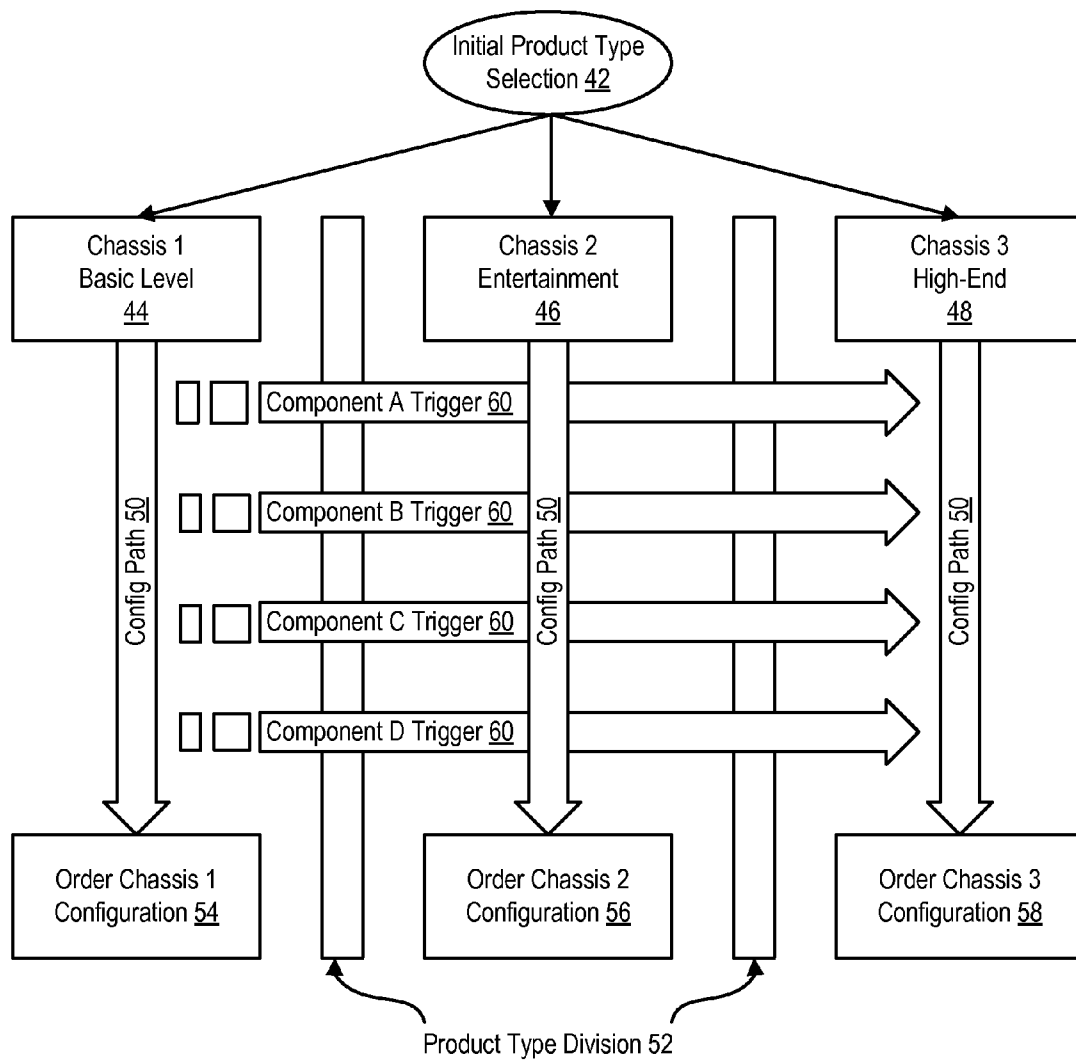 Initial Product Type
Selection 42
Chassis 1
Basic Level
44
Chassis 2
Entertainment
46
Chassis 3
High-End
48
Component A Trigger 60
Component B Trigger 60
Component C Trigger 60
Component D Trigger 60
Config Path 50
Config Path 50
Config Path 50
Order Chassis 1
Configuration 54
Order Chassis 2
Configuration 56
Order Chassis 3
Configuration 58
Product Type Division 52